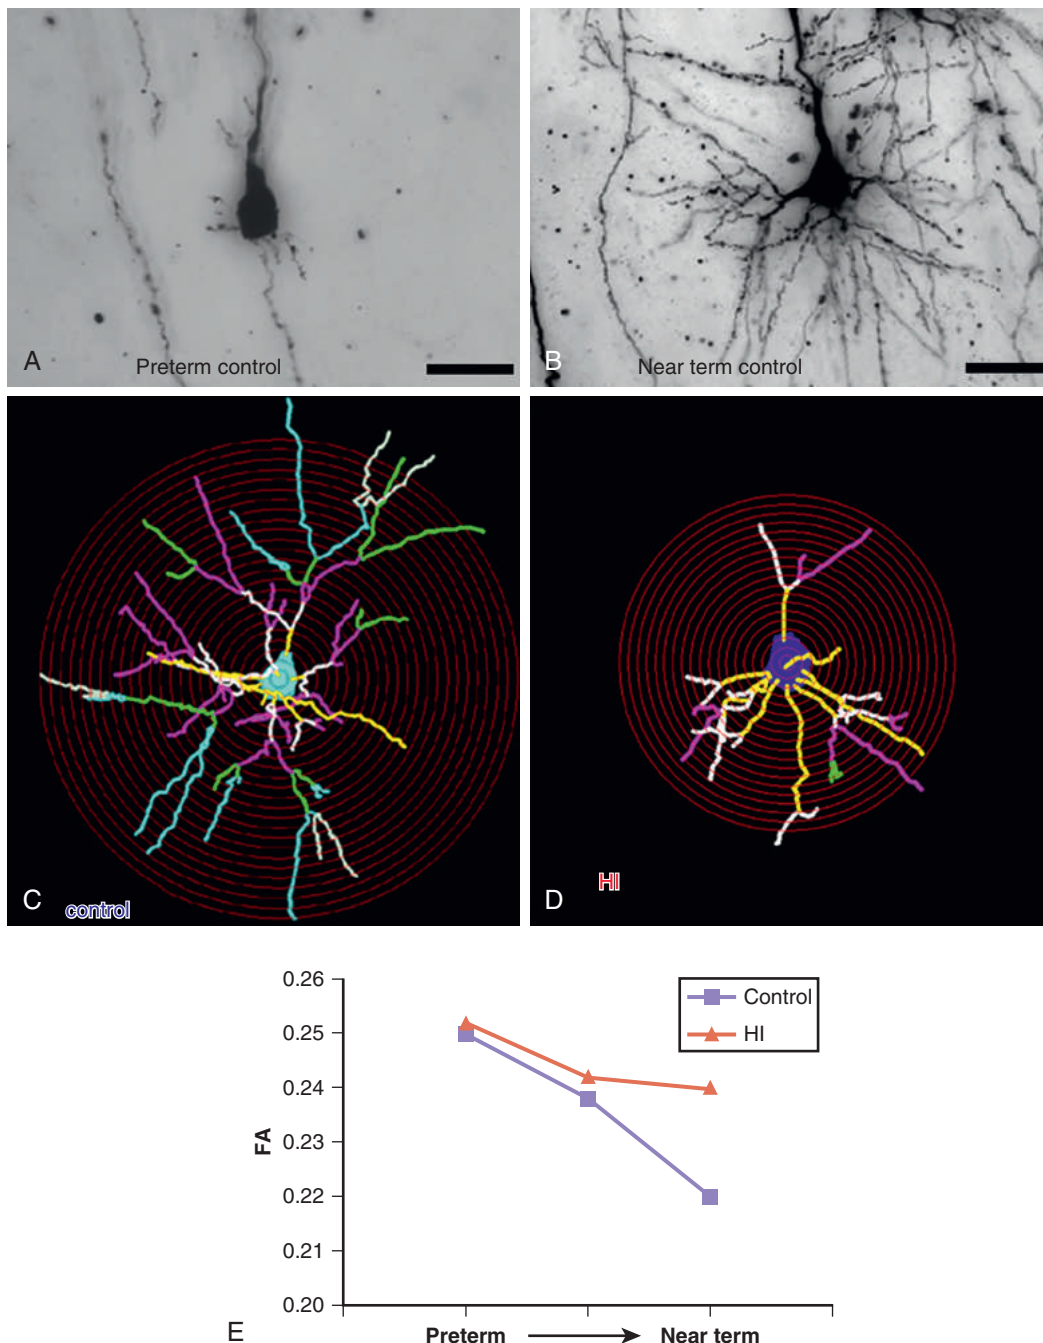 A
Preterm control
B
Near term control
C
control
D
HI
0.26
0.25
0.24
0.23
0.22
0.21
0.20
FA
Control
HI
E
Preterm
Near term